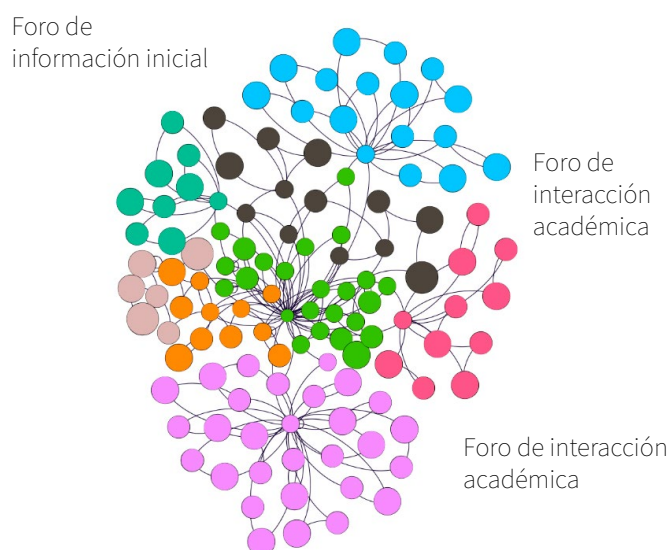 Foro de
información inicial
Foro de
interacción
académica
Foro de interacción
académica